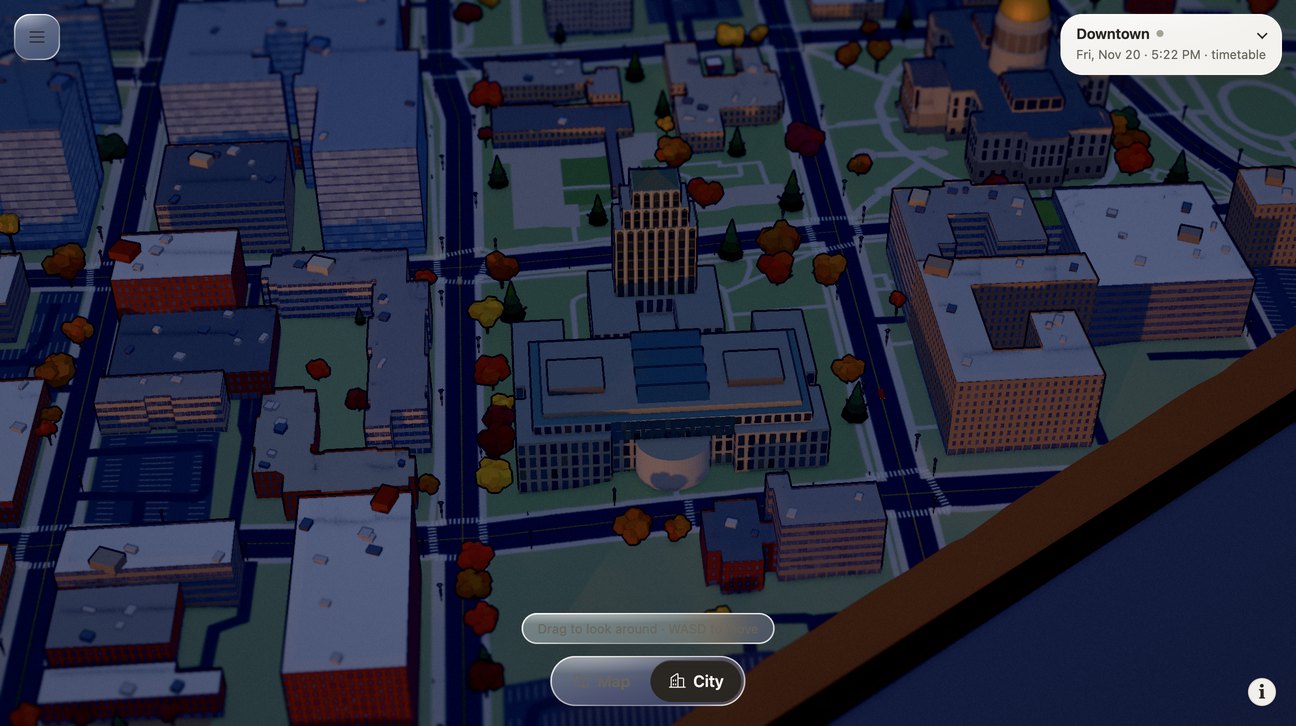 Downtown
Fri, Nov 20 · 5:22 PM · timetable
Drag to look around · WASD to move
Map
City